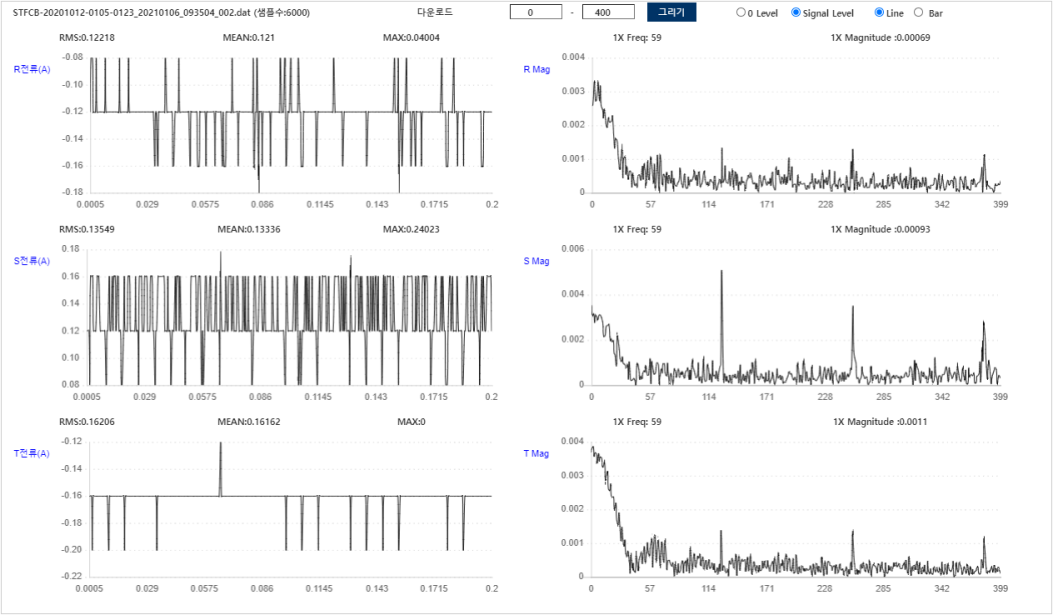 STFCB-20201012-0105-0123_20210106_093504_002.dat (샘플수:6000) 다운로드 0 - 400 그리기 0 Level Signal Level Line Bar
RMS:0.12218 MEAN:0.121 MAX:0.04004 1X Freq: 59 1X Magnitude :0.00069
R전류(A)
-0.08
-0.10
-0.12
-0.14
-0.16
-0.18
0.0005 0.029 0.0575 0.086 0.1145 0.143 0.1715 0.2
R Mag
0.004
0.003
0.002
0.001
0
0 57 114 171 228 285 342 399
RMS:0.13549 MEAN:0.13336 MAX:0.24023 1X Freq: 59 1X Magnitude :0.00093
S전류(A)
0.18
0.16
0.14
0.12
0.10
0.08
0.0005 0.029 0.0575 0.086 0.1145 0.143 0.1715 0.2
S Mag
0.006
0.004
0.002
0
0 57 114 171 228 285 342 399
RMS:0.16206 MEAN:0.16162 MAX:0 1X Freq: 59 1X Magnitude :0.0011
T전류(A)
-0.12
-0.14
-0.16
-0.18
-0.20
-0.22
0.0005 0.029 0.0575 0.086 0.1145 0.143 0.1715 0.2
T Mag
0.004
0.003
0.002
0.001
0
0 57 114 171 228 285 342 399